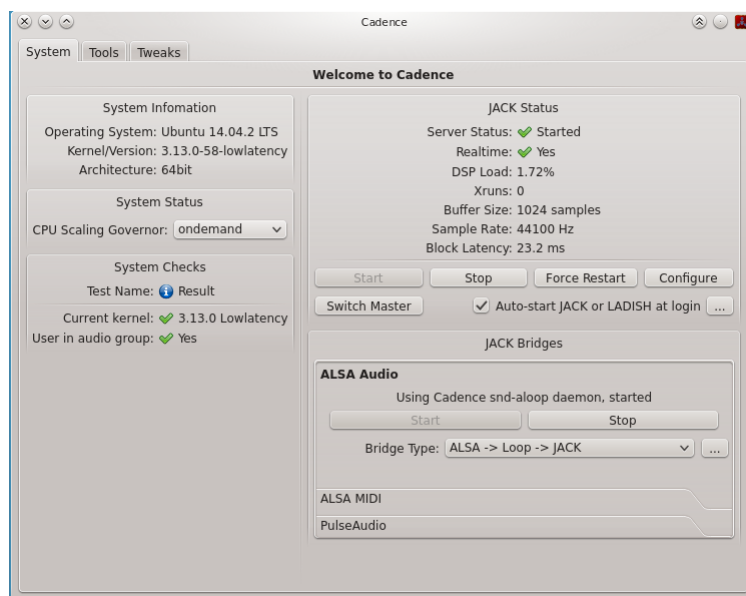 Cadence
System Tools Tweaks
Welcome to Cadence
System Infomation
Operating System: Ubuntu 14.04.2 LTS
Kernel/Version: 3.13.0-58-lowlatency
Architecture: 64bit
System Status
CPU Scaling Governor: ondemand
System Checks
Test Name: Result
Current kernel: 3.13.0 Lowlatency
User in audio group: Yes
JACK Status
Server Status: Started
Realtime: Yes
DSP Load: 1.72%
Xruns: 0
Buffer Size: 1024 samples
Sample Rate: 44100 Hz
Block Latency: 23.2 ms
Start Stop Force Restart Configure
Switch Master Auto-start JACK or LADISH at login ...
JACK Bridges
ALSA Audio
Using Cadence snd-aloop daemon, started
Start Stop
Bridge Type: ALSA -> Loop -> JACK ...
ALSA MIDI
PulseAudio